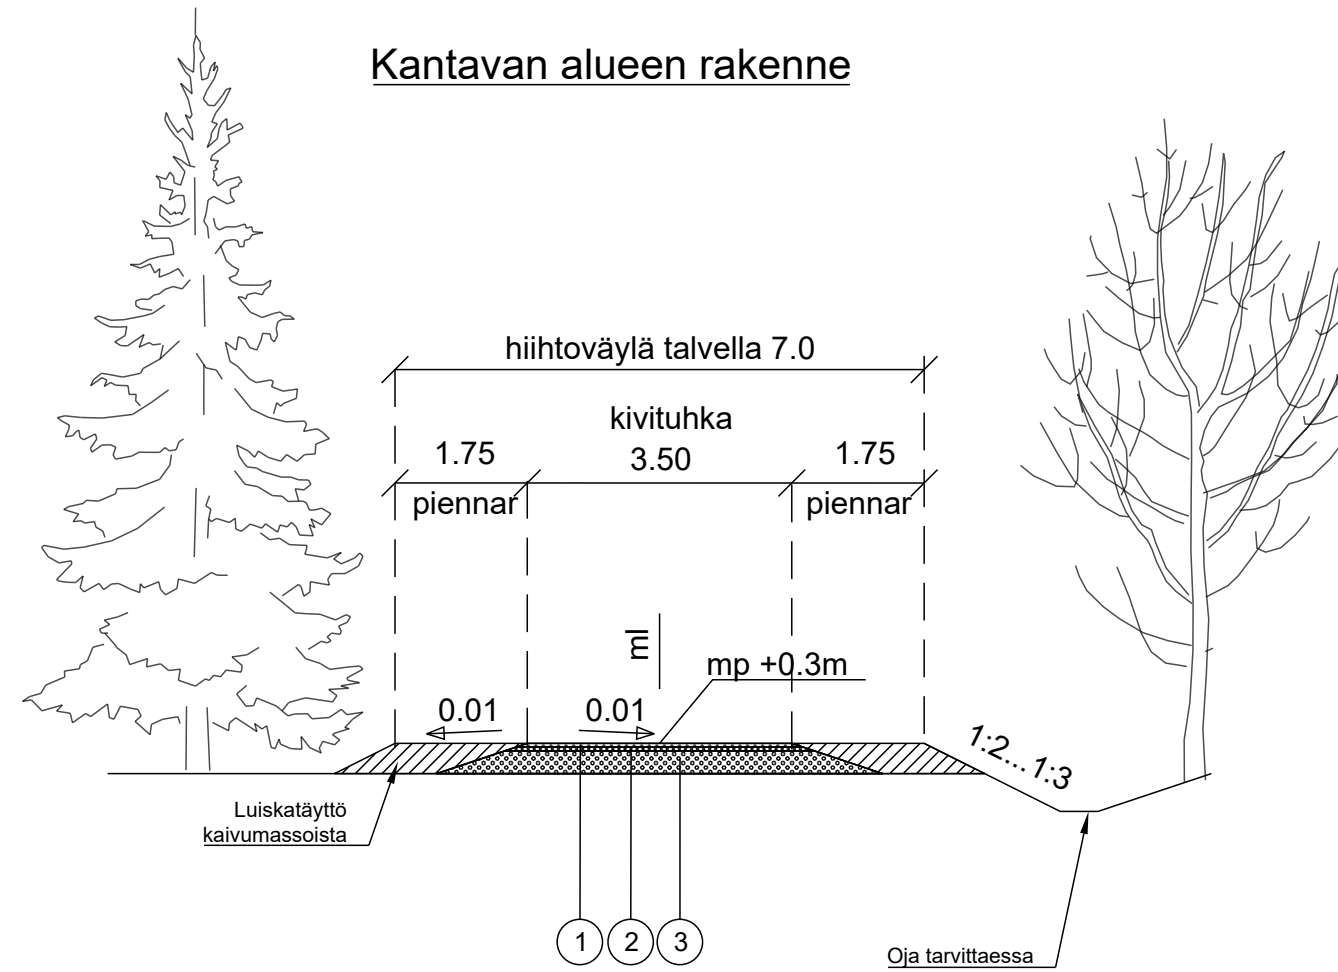 Kantavan alueen rakenne
hiihtoväylä talvella 7.0
kivituhka
1.75
3.50
1.75
piennar
piennar
ml
mp +0.3m
0.01
0.01
1:2... 1:3
Luiskatäyttö
kaivumassoista
1
2
3
Oja tarvittaessa